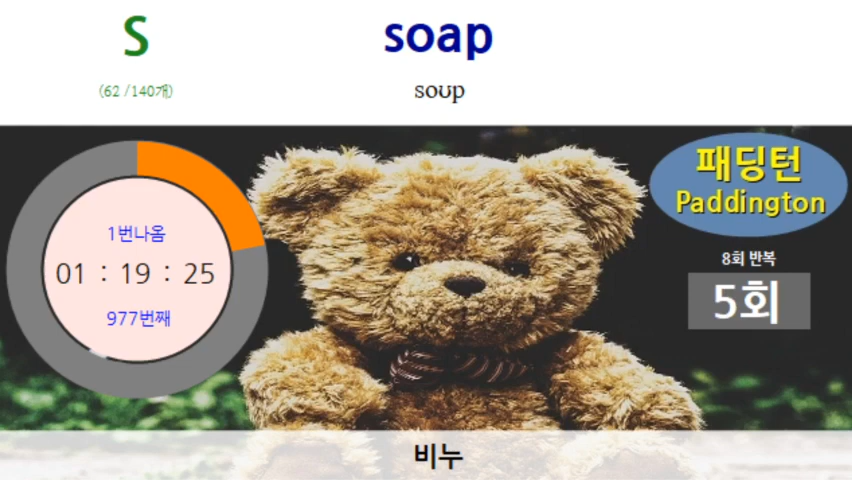 S
(62 /140개)
soap
soʊp
패딩턴
Paddington
8회 반복
5회
1번나옴
01 : 19 : 25
977번째
비누